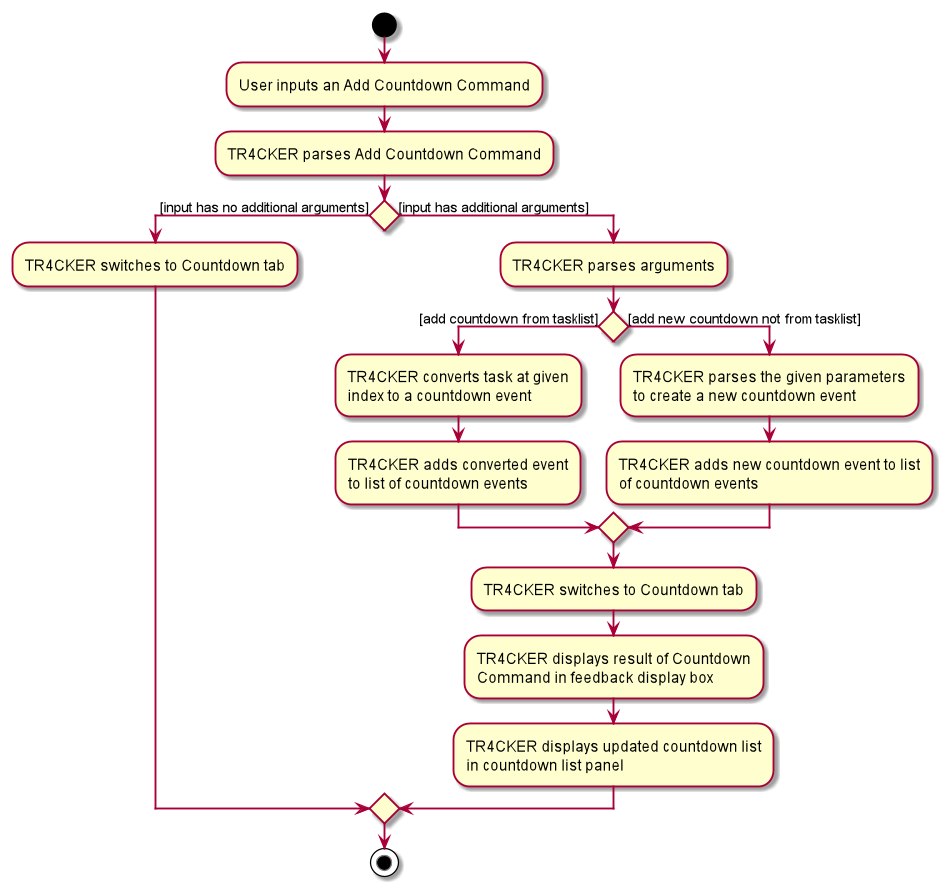 User inputs an Add Countdown Command
TR4CKER parses Add Countdown Command
[input has no additional arguments]
[input has additional arguments]
TR4CKER switches to Countdown tab
TR4CKER parses arguments
[add countdown from tasklist]
[add new countdown not from tasklist]
TR4CKER converts task at given
index to a countdown event
TR4CKER parses the given parameters
to create a new countdown event
TR4CKER adds converted event
to list of countdown events
TR4CKER adds new countdown event to list
of countdown events
TR4CKER switches to Countdown tab
TR4CKER displays result of Countdown
Command in feedback display box
TR4CKER displays updated countdown list
in countdown list panel